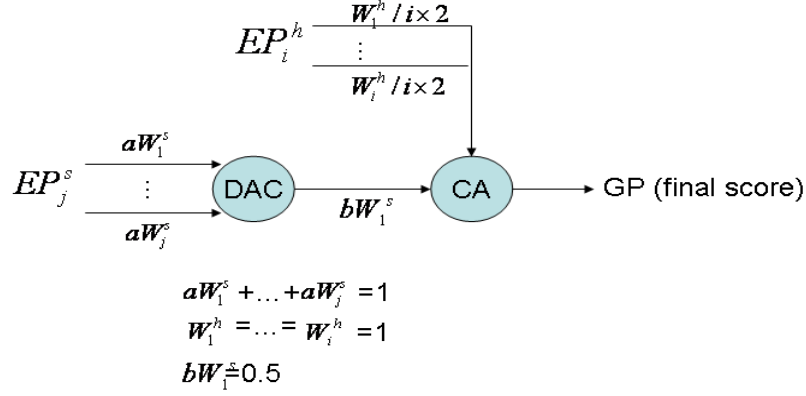 W₁ʰ / i × 2
EPᵢʰ
⋮
Wᵢʰ / i × 2
aW₁ˢ
EPⱼˢ
⋮
DAC
CA
GP (final score)
aWⱼˢ
bW₁ˢ
aW₁ˢ + … + aWⱼˢ = 1
W₁ʰ = … = Wᵢʰ = 1
bW₁ˢ = 0.5